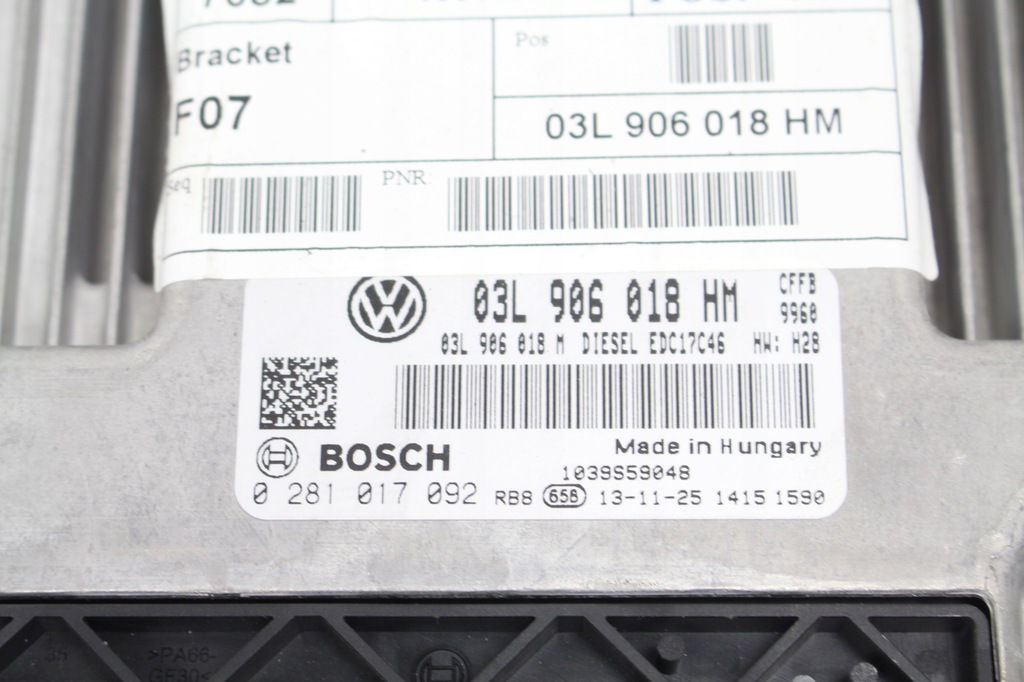 Bracket
Pos
F07
03L 906 018 HM
seq
PNR:
03L 906 018 HM
CFFB
9960
03L 906 018 M DIESEL EDC17C46 HW: H28
BOSCH
Made in Hungary
1039S59048
0 281 017 092 RB8 658 13-11-25 1415 1590
>PA66-
GF30<